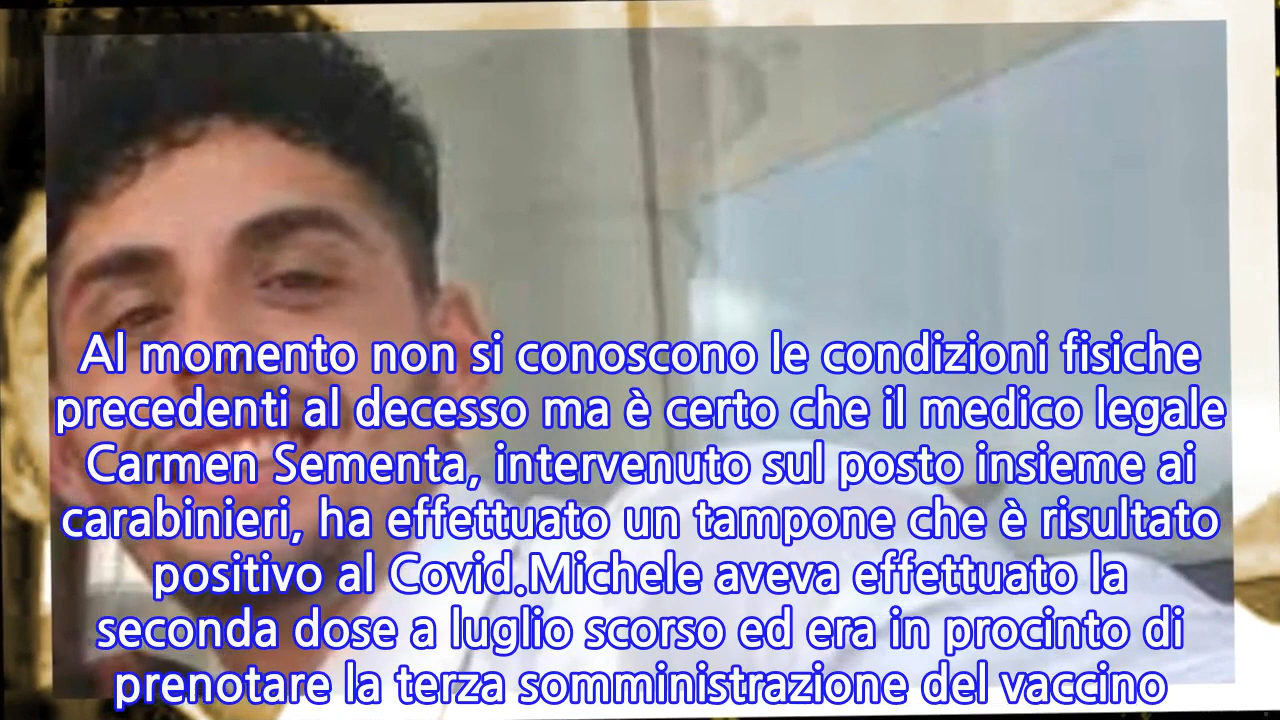 Al momento non si conoscono le condizioni fisiche
precedenti al decesso ma è certo che il medico legale
Carmen Sementa, intervenuto sul posto insieme ai
carabinieri, ha effettuato un tampone che è risultato
positivo al Covid.Michele aveva effettuato la
seconda dose a luglio scorso ed era in procinto di
prenotare la terza somministrazione del vaccino